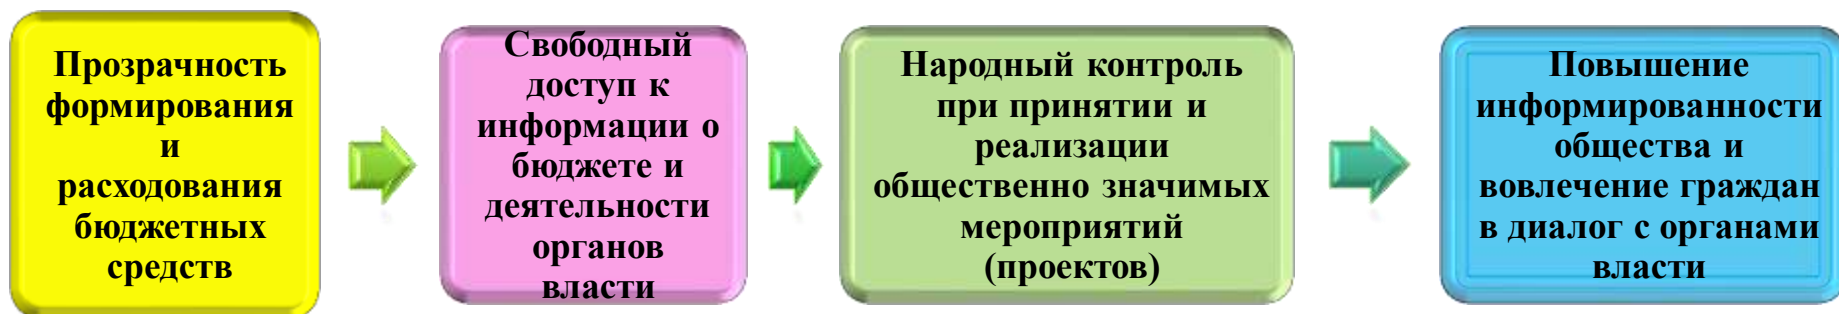 Прозрачность
формирования
и
расходования
бюджетных
средств
Свободный
доступ к
информации о
бюджете и
деятельности
органов
власти
Народный контроль
при принятии и
реализации
общественно значимых
мероприятий
(проектов)
Повышение
информированности
общества и
вовлечение граждан
в диалог с органами
власти